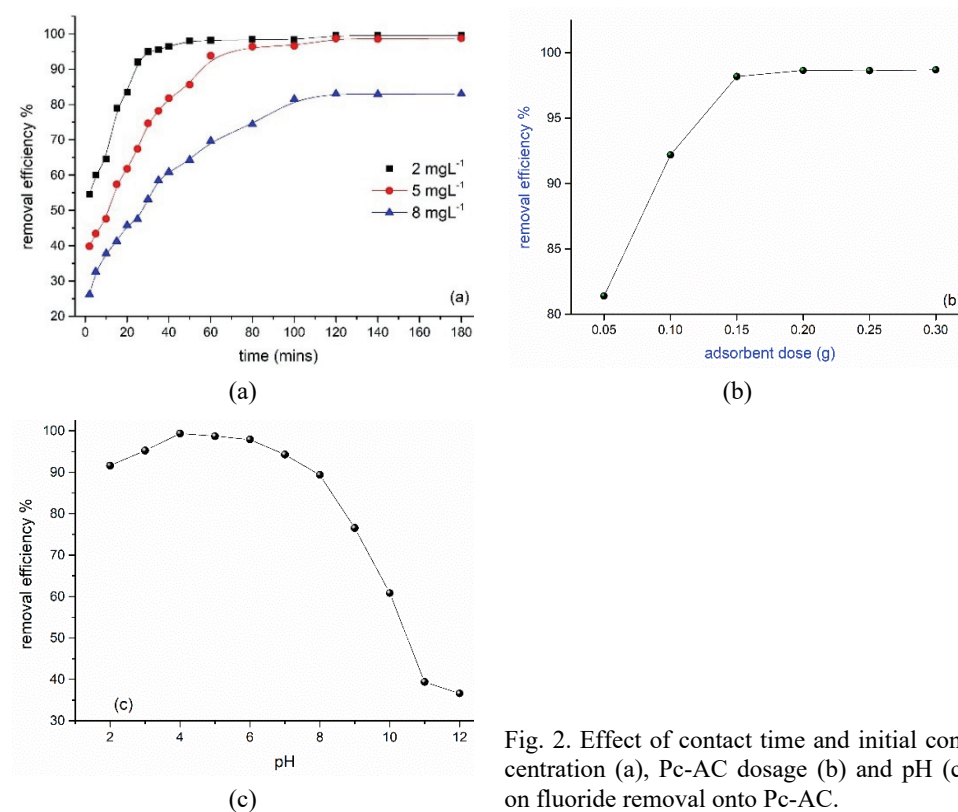 100
90
80
70
60
50
40
30
20
removal efficiency %
2 mgL⁻¹
5 mgL⁻¹
8 mgL⁻¹
(a)
0 20 40 60 80 100 120 140 160 180
time (mins)
(a)
100
95
90
85
80
removal efficiency %
(b
0.05 0.10 0.15 0.20 0.25 0.30
adsorbent dose (g)
(b)
100
90
80
70
60
50
40
30
removal efficiency %
(c)
2 4 6 8 10 12
pH
(c)
Fig. 2. Effect of contact time and initial con
centration (a), Pc-AC dosage (b) and pH (c
on fluoride removal onto Pc-AC.